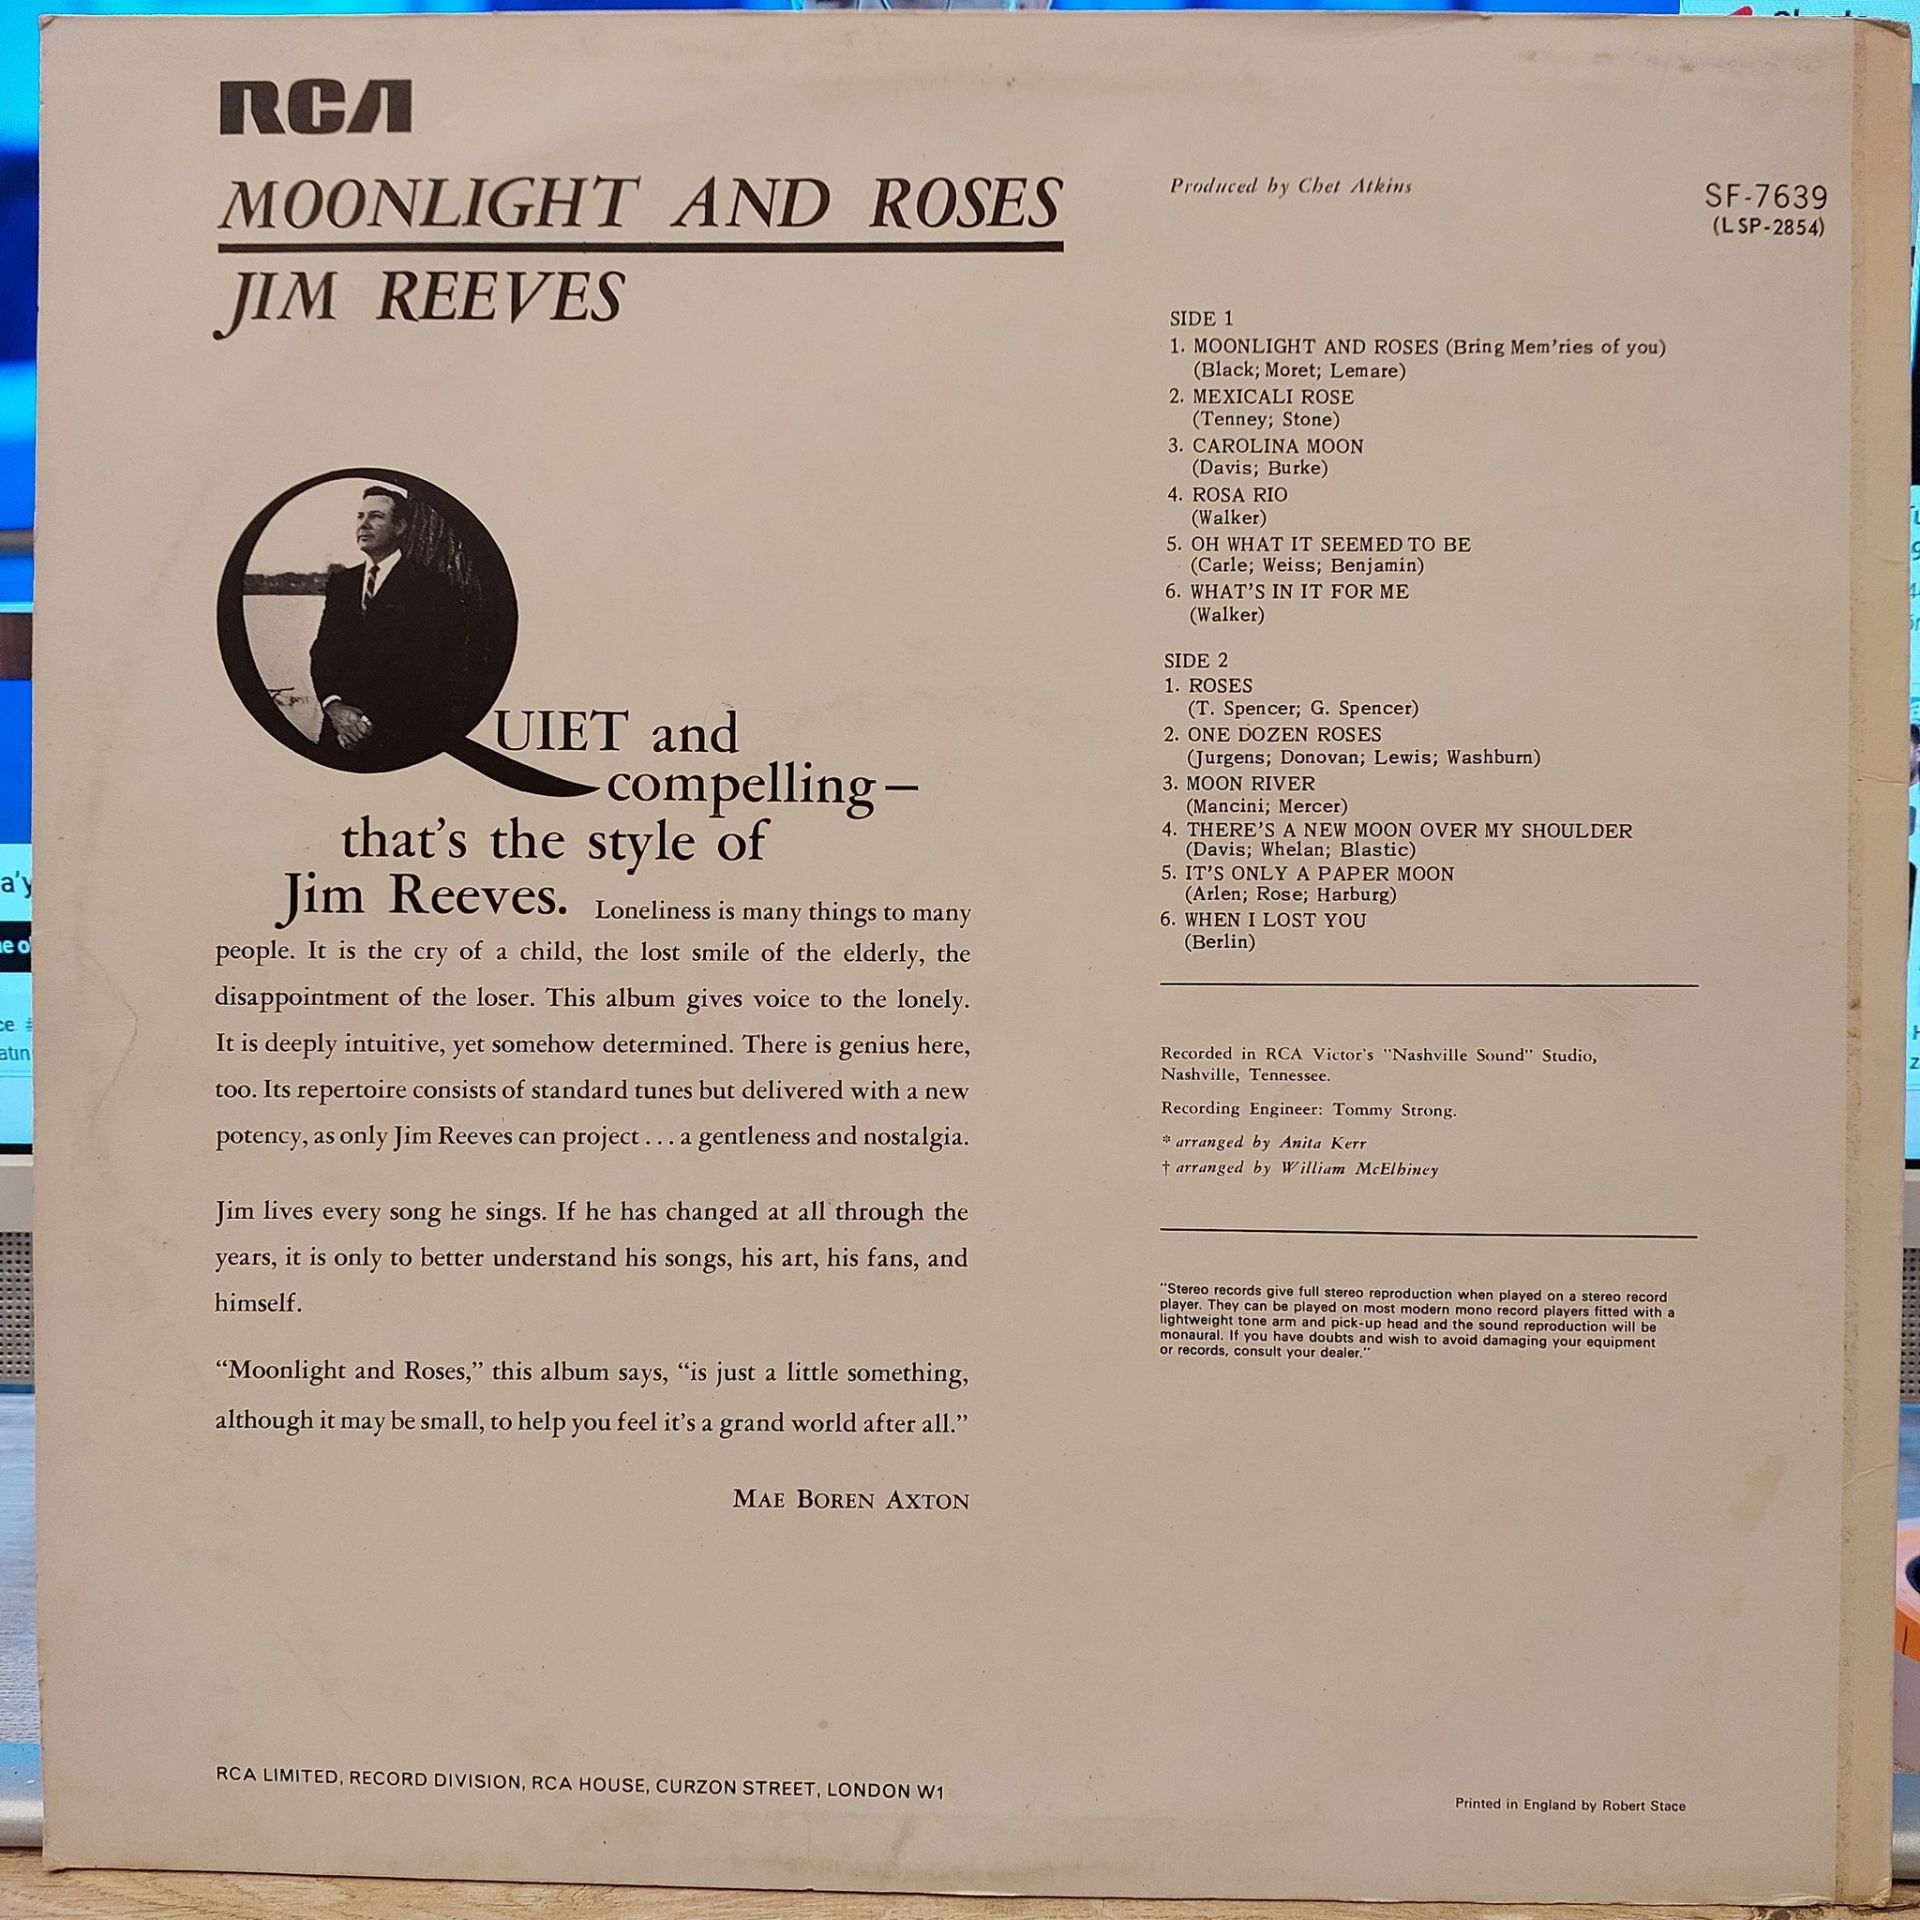 RCA
MOONLIGHT AND ROSES
JIM REEVES
QUIET and
compelling—
that's the style of
Jim Reeves. Loneliness is many things to many
people. It is the cry of a child, the lost smile of the elderly, the
disappointment of the loser. This album gives voice to the lonely.
It is deeply intuitive, yet somehow determined. There is genius here,
too. Its repertoire consists of standard tunes but delivered with a new
potency, as only Jim Reeves can project . . . a gentleness and nostalgia.
Jim lives every song he sings. If he has changed at all through the
years, it is only to better understand his songs, his art, his fans, and
himself.
“Moonlight and Roses,” this album says, “is just a little something,
although it may be small, to help you feel it's a grand world after all.”
MAE BOREN AXTON
RCA LIMITED, RECORD DIVISION, RCA HOUSE, CURZON STREET, LONDON W1
Produced by Chet Atkins
SF-7639
(LSP-2854)
SIDE 1
1. MOONLIGHT AND ROSES (Bring Mem'ries of you)
(Black; Moret; Lemare)
2. MEXICALI ROSE
(Tenney; Stone)
3. CAROLINA MOON
(Davis; Burke)
4. ROSA RIO
(Walker)
5. OH WHAT IT SEEMED TO BE
(Carle; Weiss; Benjamin)
6. WHAT'S IN IT FOR ME
(Walker)
SIDE 2
1. ROSES
(T. Spencer; G. Spencer)
2. ONE DOZEN ROSES
(Jurgens; Donovan; Lewis; Washburn)
3. MOON RIVER
(Mancini; Mercer)
4. THERE'S A NEW MOON OVER MY SHOULDER
(Davis; Whelan; Blastic)
5. IT'S ONLY A PAPER MOON
(Arlen; Rose; Harburg)
6. WHEN I LOST YOU
(Berlin)
Recorded in RCA Victor's "Nashville Sound" Studio,
Nashville, Tennessee.
Recording Engineer: Tommy Strong.
* arranged by Anita Kerr
† arranged by William McElhiney
"Stereo records give full stereo reproduction when played on a stereo record
player. They can be played on most modern mono record players fitted with a
lightweight tone arm and pick-up head and the sound reproduction will be
monaural. If you have doubts and wish to avoid damaging your equipment
or records, consult your dealer."
Printed in England by Robert Stace